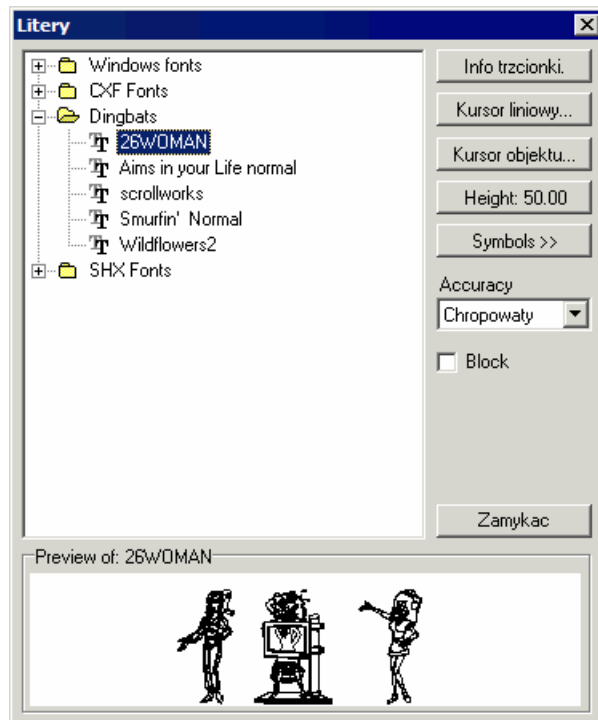 Litery
Windows fonts
CXF Fonts
Dingbats
26WOMAN
Aims in your Life normal
scrollworks
Smurfin' Normal
Wildflowers2
SHX Fonts
Info trzcionki.
Kursor liniowy...
Kursor objektu...
Height: 50.00
Symbols >>
Accuracy
Chropowaty
Block
Zamykac
Preview of: 26WOMAN